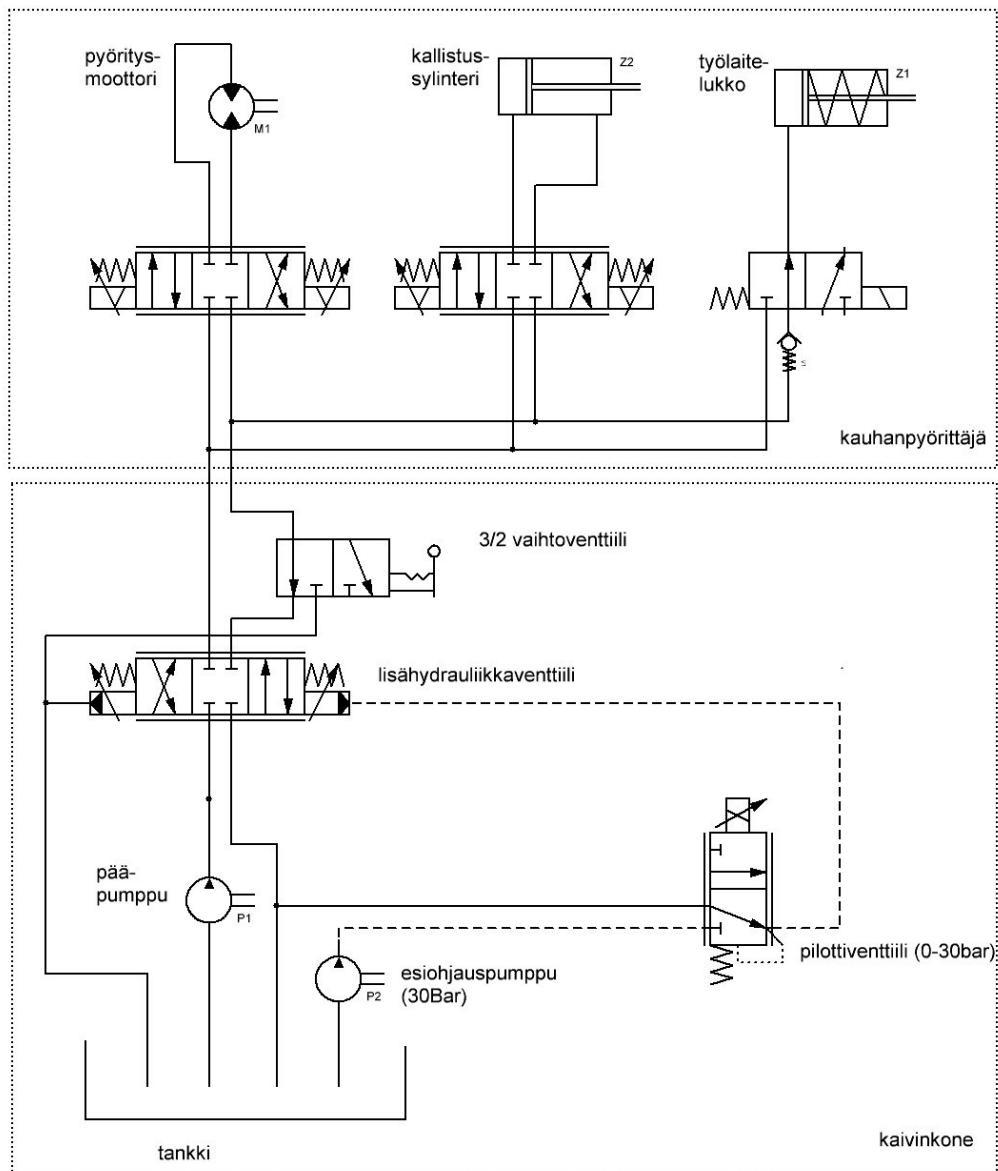 pyöritys-
moottori
M1
kallistus-
sylinteri
Z2
työlaite-
lukko
Z1
kauhanpyörittäjä
3/2 vaihtoventtiili
lisähydrauliikkaventtiili
pää-
pumppu
P1
esiohjauspumppu
(30Bar)
P2
pilottiventtiili (0-30bar)
tankki
kaivinkone